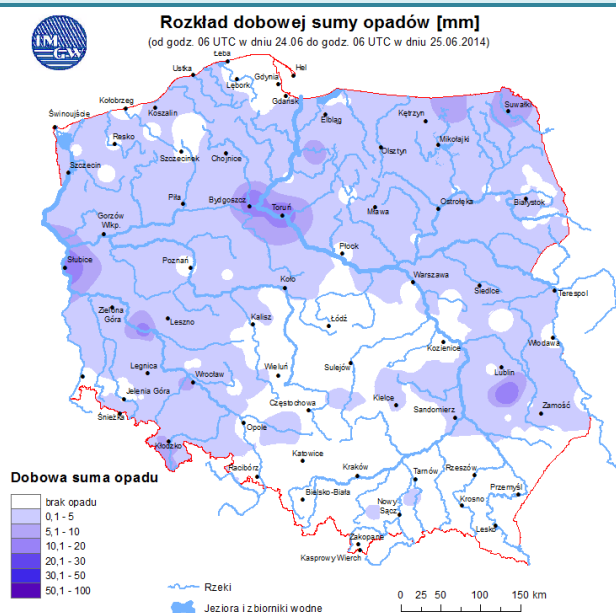 Rozkład dobowej sumy opadów [mm]
(od godz. 06 UTC w dniu 24.06 do godz. 06 UTC w dniu 25.06.2014)
IM
GW
Łeba
Hel
Ustka
Gdynia
Lębork
Gdańsk
Kołobrzeg
Koszalin
Suwałki
Świnoujście
Elbląg
Kętrzyn
Resko
Mikołajki
Szczecinek
Chojnice
Olsztyn
Szczecin
Piła
Bydgoszcz
Toruń
Mława
Ostrołęka
Białystok
Gorzów
Wlkp.
Płock
Słubice
Poznań
Warszawa
Koło
Siedlce
Terespol
Zielona
Góra
Leszno
Kalisz
Łódź
Kozienice
Włodawa
Legnica
Wrocław
Wieluń
Sulejów
Lublin
Jelenia Góra
Kielce
Częstochowa
Sandomierz
Zamość
Śnieżka
Opole
Kłodzko
Katowice
Racibórz
Kraków
Tarnów
Rzeszów
Przemyśl
Bielsko-Biała
Nowy
Sącz
Krosno
Lesko
Zakopane
Kasprowy Wierch
Dobowa suma opadu
brak opadu
0,1 - 5
5,1 - 10
10,1 - 20
20,1 - 30
30,1 - 50
50,1 - 100
Rzeki
Jeziora i zbiorniki wodne
0 25 50 100 150 km